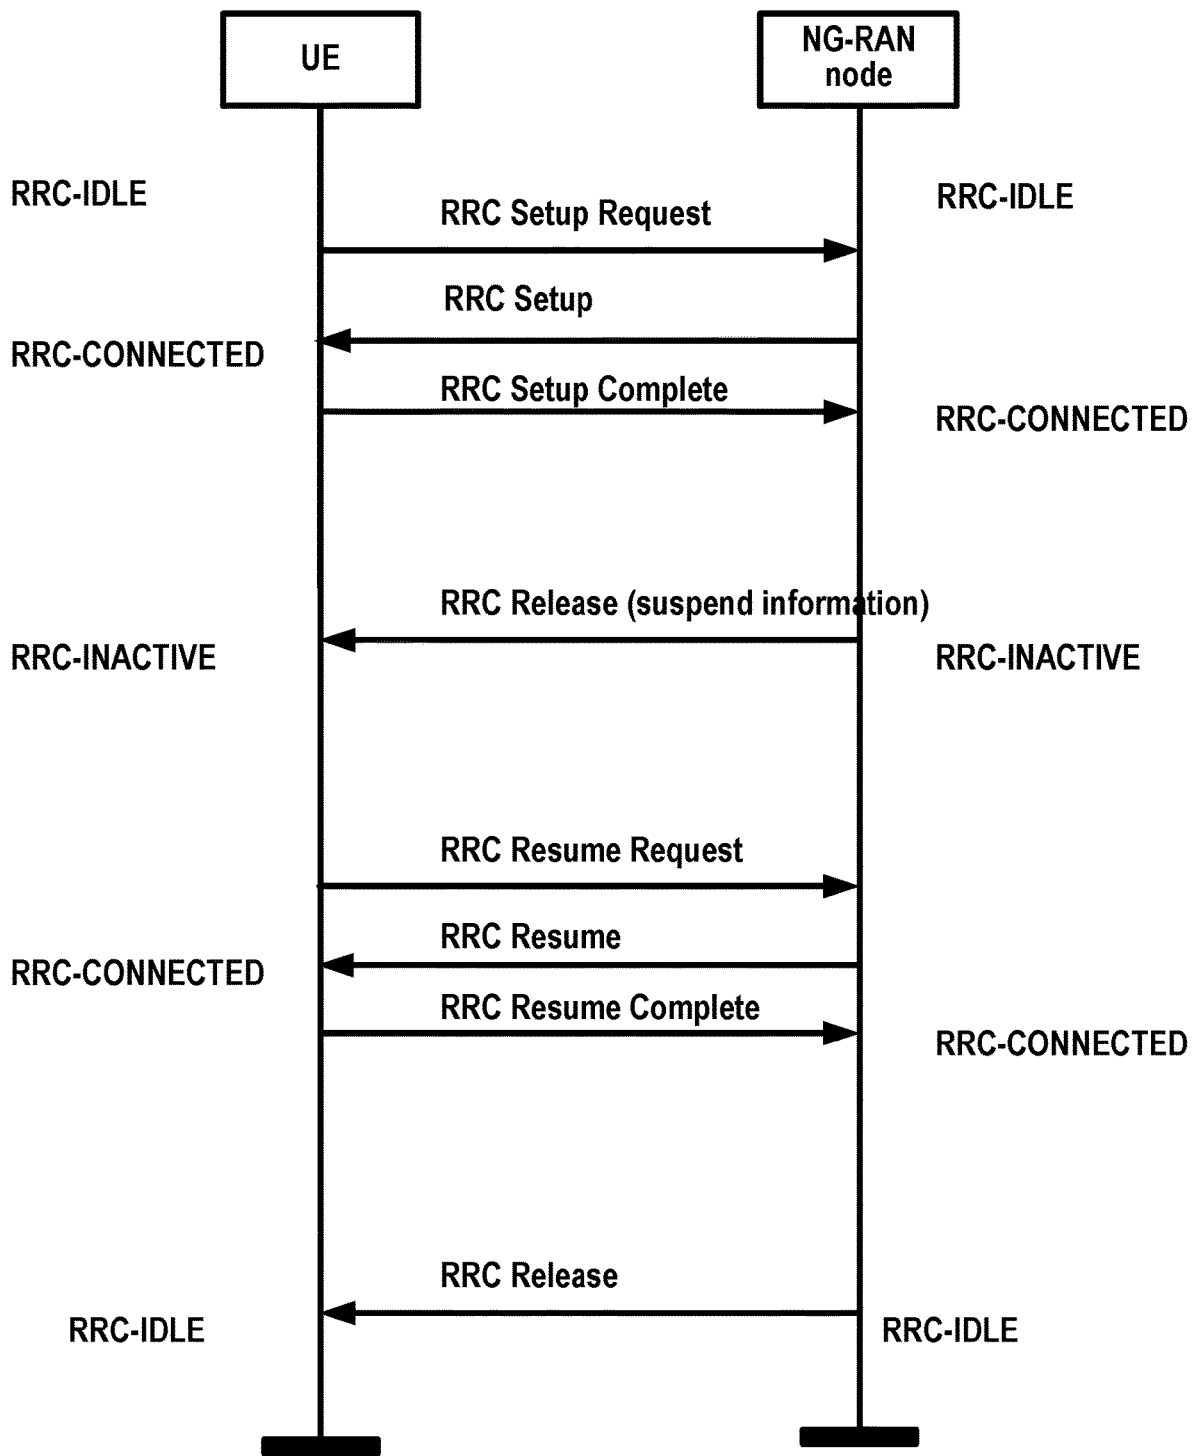 UE
NG-RAN
node
RRC-IDLE
RRC-IDLE
RRC Setup Request
RRC Setup
RRC-CONNECTED
RRC Setup Complete
RRC-CONNECTED
RRC Release (suspend information)
RRC-INACTIVE
RRC-INACTIVE
RRC Resume Request
RRC Resume
RRC-CONNECTED
RRC Resume Complete
RRC-CONNECTED
RRC Release
RRC-IDLE
RRC-IDLE